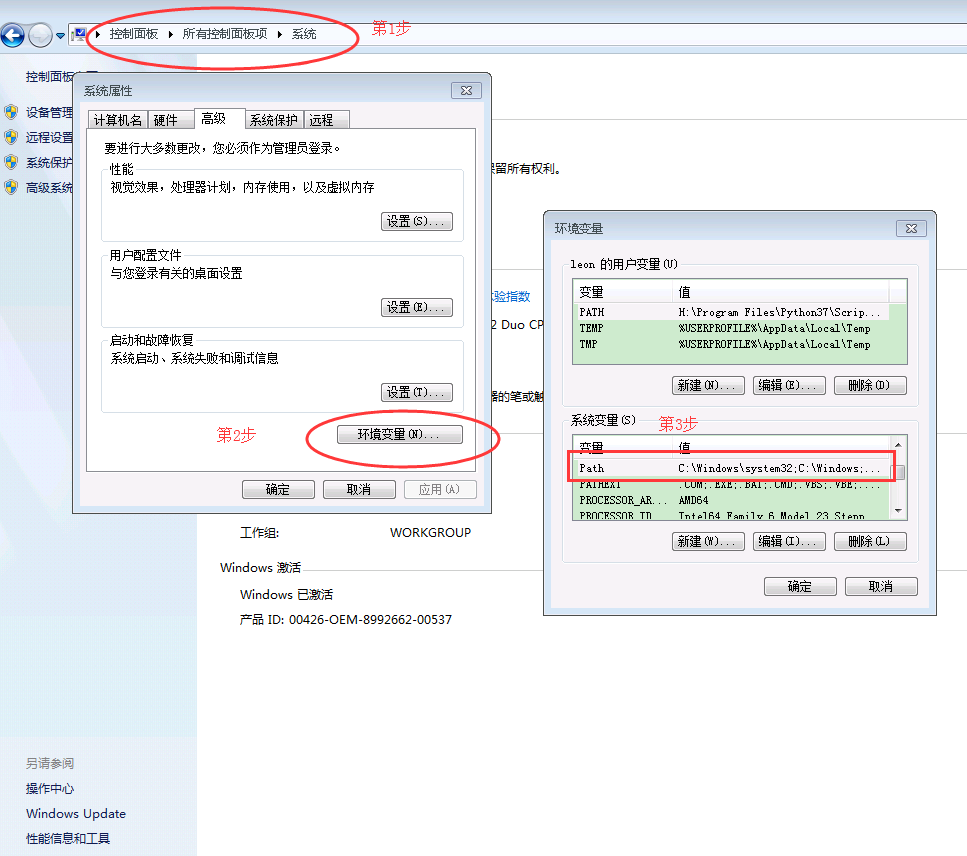 控制面板 ▸ 所有控制面板项 ▸ 系统
第1步
控制面板
设备管理
远程设置
系统保护
高级系统
系统属性
计算机名 硬件 高级 系统保护 远程
要进行大多数更改，您必须作为管理员登录。
性能
视觉效果，处理器计划，内存使用，以及虚拟内存
设置(S)...
用户配置文件
与您登录有关的桌面设置
设置(E)...
启动和故障恢复
系统启动、系统失败和调试信息
设置(T)...
第2步
环境变量(N)...
确定 取消 应用(A)
留所有权利。
验指数
2 Duo CP
器的笔或触
环境变量
leon 的用户变量(U)
变量 值
PATH H:\Program Files\Python37\Scrip...
TEMP %USERPROFILE%\AppData\Local\Temp
TMP %USERPROFILE%\AppData\Local\Temp
新建(N)... 编辑(E)... 删除(D)
系统变量(S)
第3步
变量 值
Path C:\Windows\system32;C:\Windows;...
PATHEXT .COM;.EXE;.BAT;.CMD;.VBS;.VBE;....
PROCESSOR_AR... AMD64
PROCESSOR_ID... Intel64 Family 6 Model 23 Stepp...
新建(W)... 编辑(I)... 删除(L)
确定 取消
工作组: WORKGROUP
Windows 激活
Windows 已激活
产品 ID: 00426-OEM-8992662-00537
另请参阅
操作中心
Windows Update
性能信息和工具